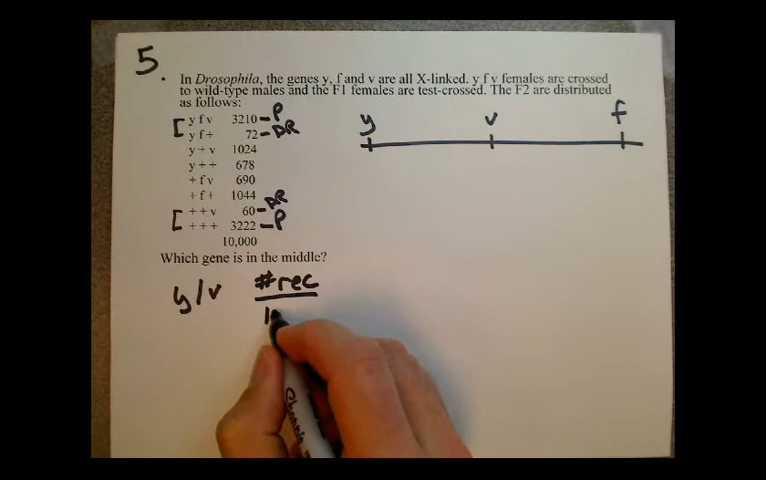 5.
In Drosophila, the genes y, f and v are all X-linked. y f v females are crossed
to wild-type males and the F1 females are test-crossed. The F2 are distributed
as follows:
[ y f v 3210 – P
y f + 72 – DR
y + v 1024
y + + 678
+ f v 690
+ f + 1044
[ + + v 60 – DR
+ + + 3222 – P
10,000
Which gene is in the middle?
y v f
y/v #rec
Sharpie